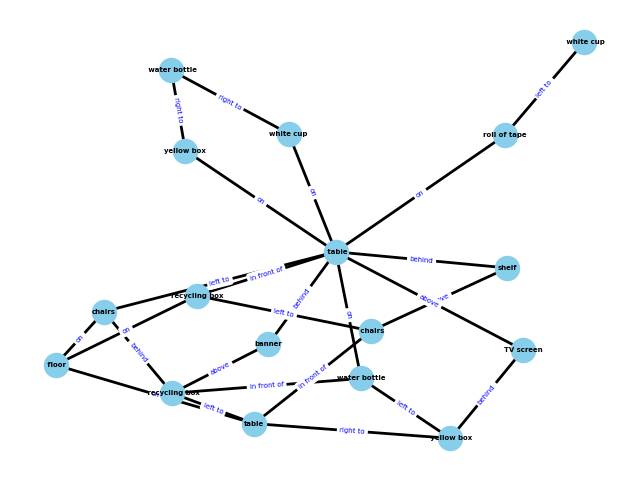 white cup
water bottle
left to
right to
right to
white cup
roll of tape
yellow box
on
on
on
table
behind
shelf
in front of
left to
recycling box
behind
above
chairs
left to
on
chairs
on
on
behind
banner
TV screen
floor
above
in front of
water bottle
in front of
recycling box
behind
left to
left to
table
right to
yellow box